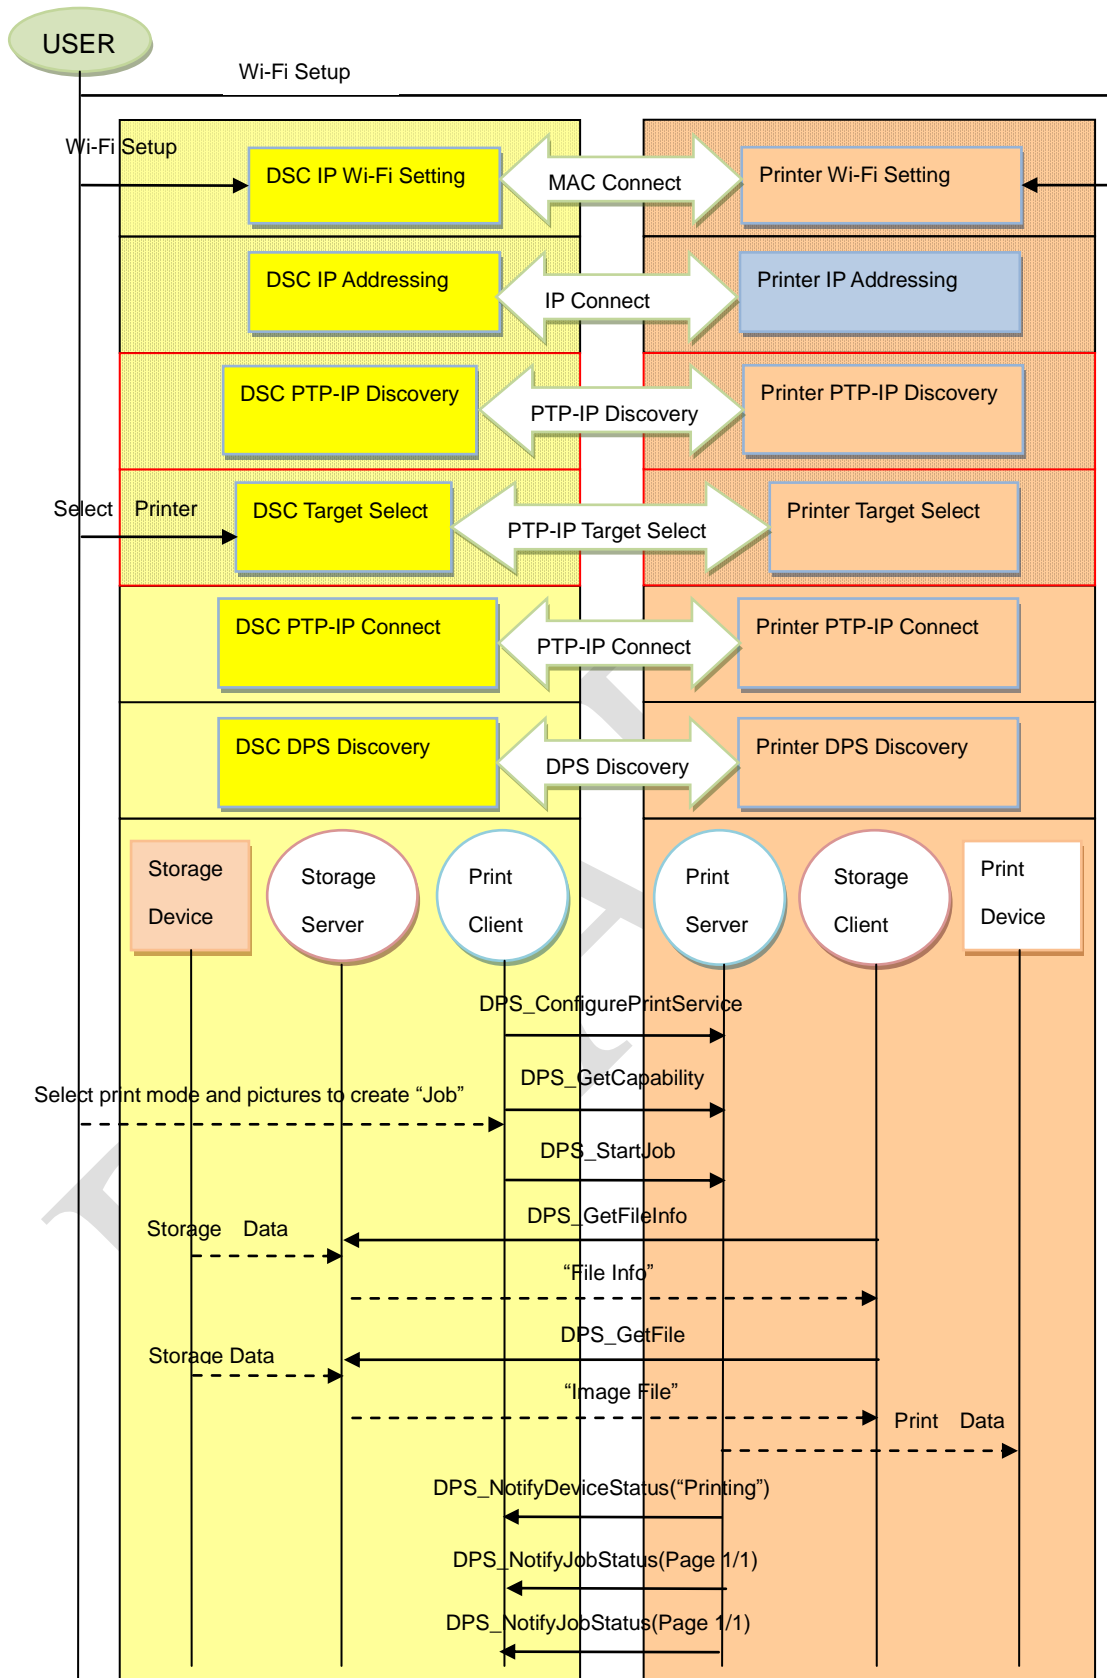 USER
Wi-Fi Setup
Wi-Fi Setup
DSC IP Wi-Fi Setting
MAC Connect
Printer Wi-Fi Setting
DSC IP Addressing
IP Connect
Printer IP Addressing
DSC PTP-IP Discovery
PTP-IP Discovery
Printer PTP-IP Discovery
Select Printer
DSC Target Select
PTP-IP Target Select
Printer Target Select
DSC PTP-IP Connect
PTP-IP Connect
Printer PTP-IP Connect
DSC DPS Discovery
DPS Discovery
Printer DPS Discovery
Storage
Device
Storage
Server
Print
Client
Print
Server
Storage
Client
Print
Device
DPS_ConfigurePrintService
DPS_GetCapability
Select print mode and pictures to create “Job”
DPS_StartJob
DPS_GetFileInfo
Storage Data
“File Info”
DPS_GetFile
Storage Data
“Image File”
Print Data
DPS_NotifyDeviceStatus(“Printing”)
DPS_NotifyJobStatus(Page 1/1)
DPS_NotifyJobStatus(Page 1/1)